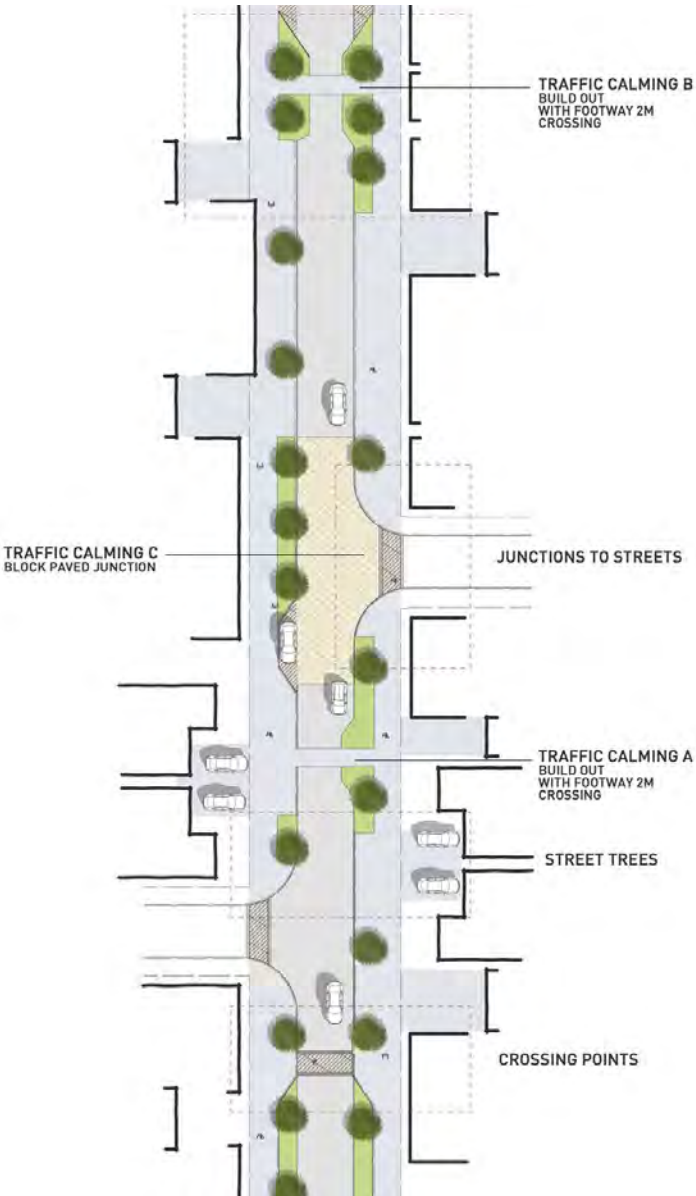 TRAFFIC CALMING B
BUILD OUT
WITH FOOTWAY 2M
CROSSING
TRAFFIC CALMING C
BLOCK PAVED JUNCTION
JUNCTIONS TO STREETS
TRAFFIC CALMING A
BUILD OUT
WITH FOOTWAY 2M
CROSSING
STREET TREES
CROSSING POINTS